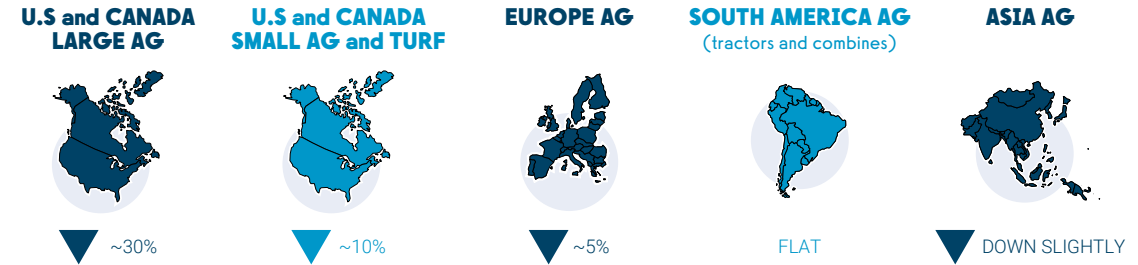 U.S and CANADA
LARGE AG
~30%
U.S and CANADA
SMALL AG and TURF
~10%
EUROPE AG
~5%
SOUTH AMERICA AG
(tractors and combines)
FLAT
ASIA AG
DOWN SLIGHTLY